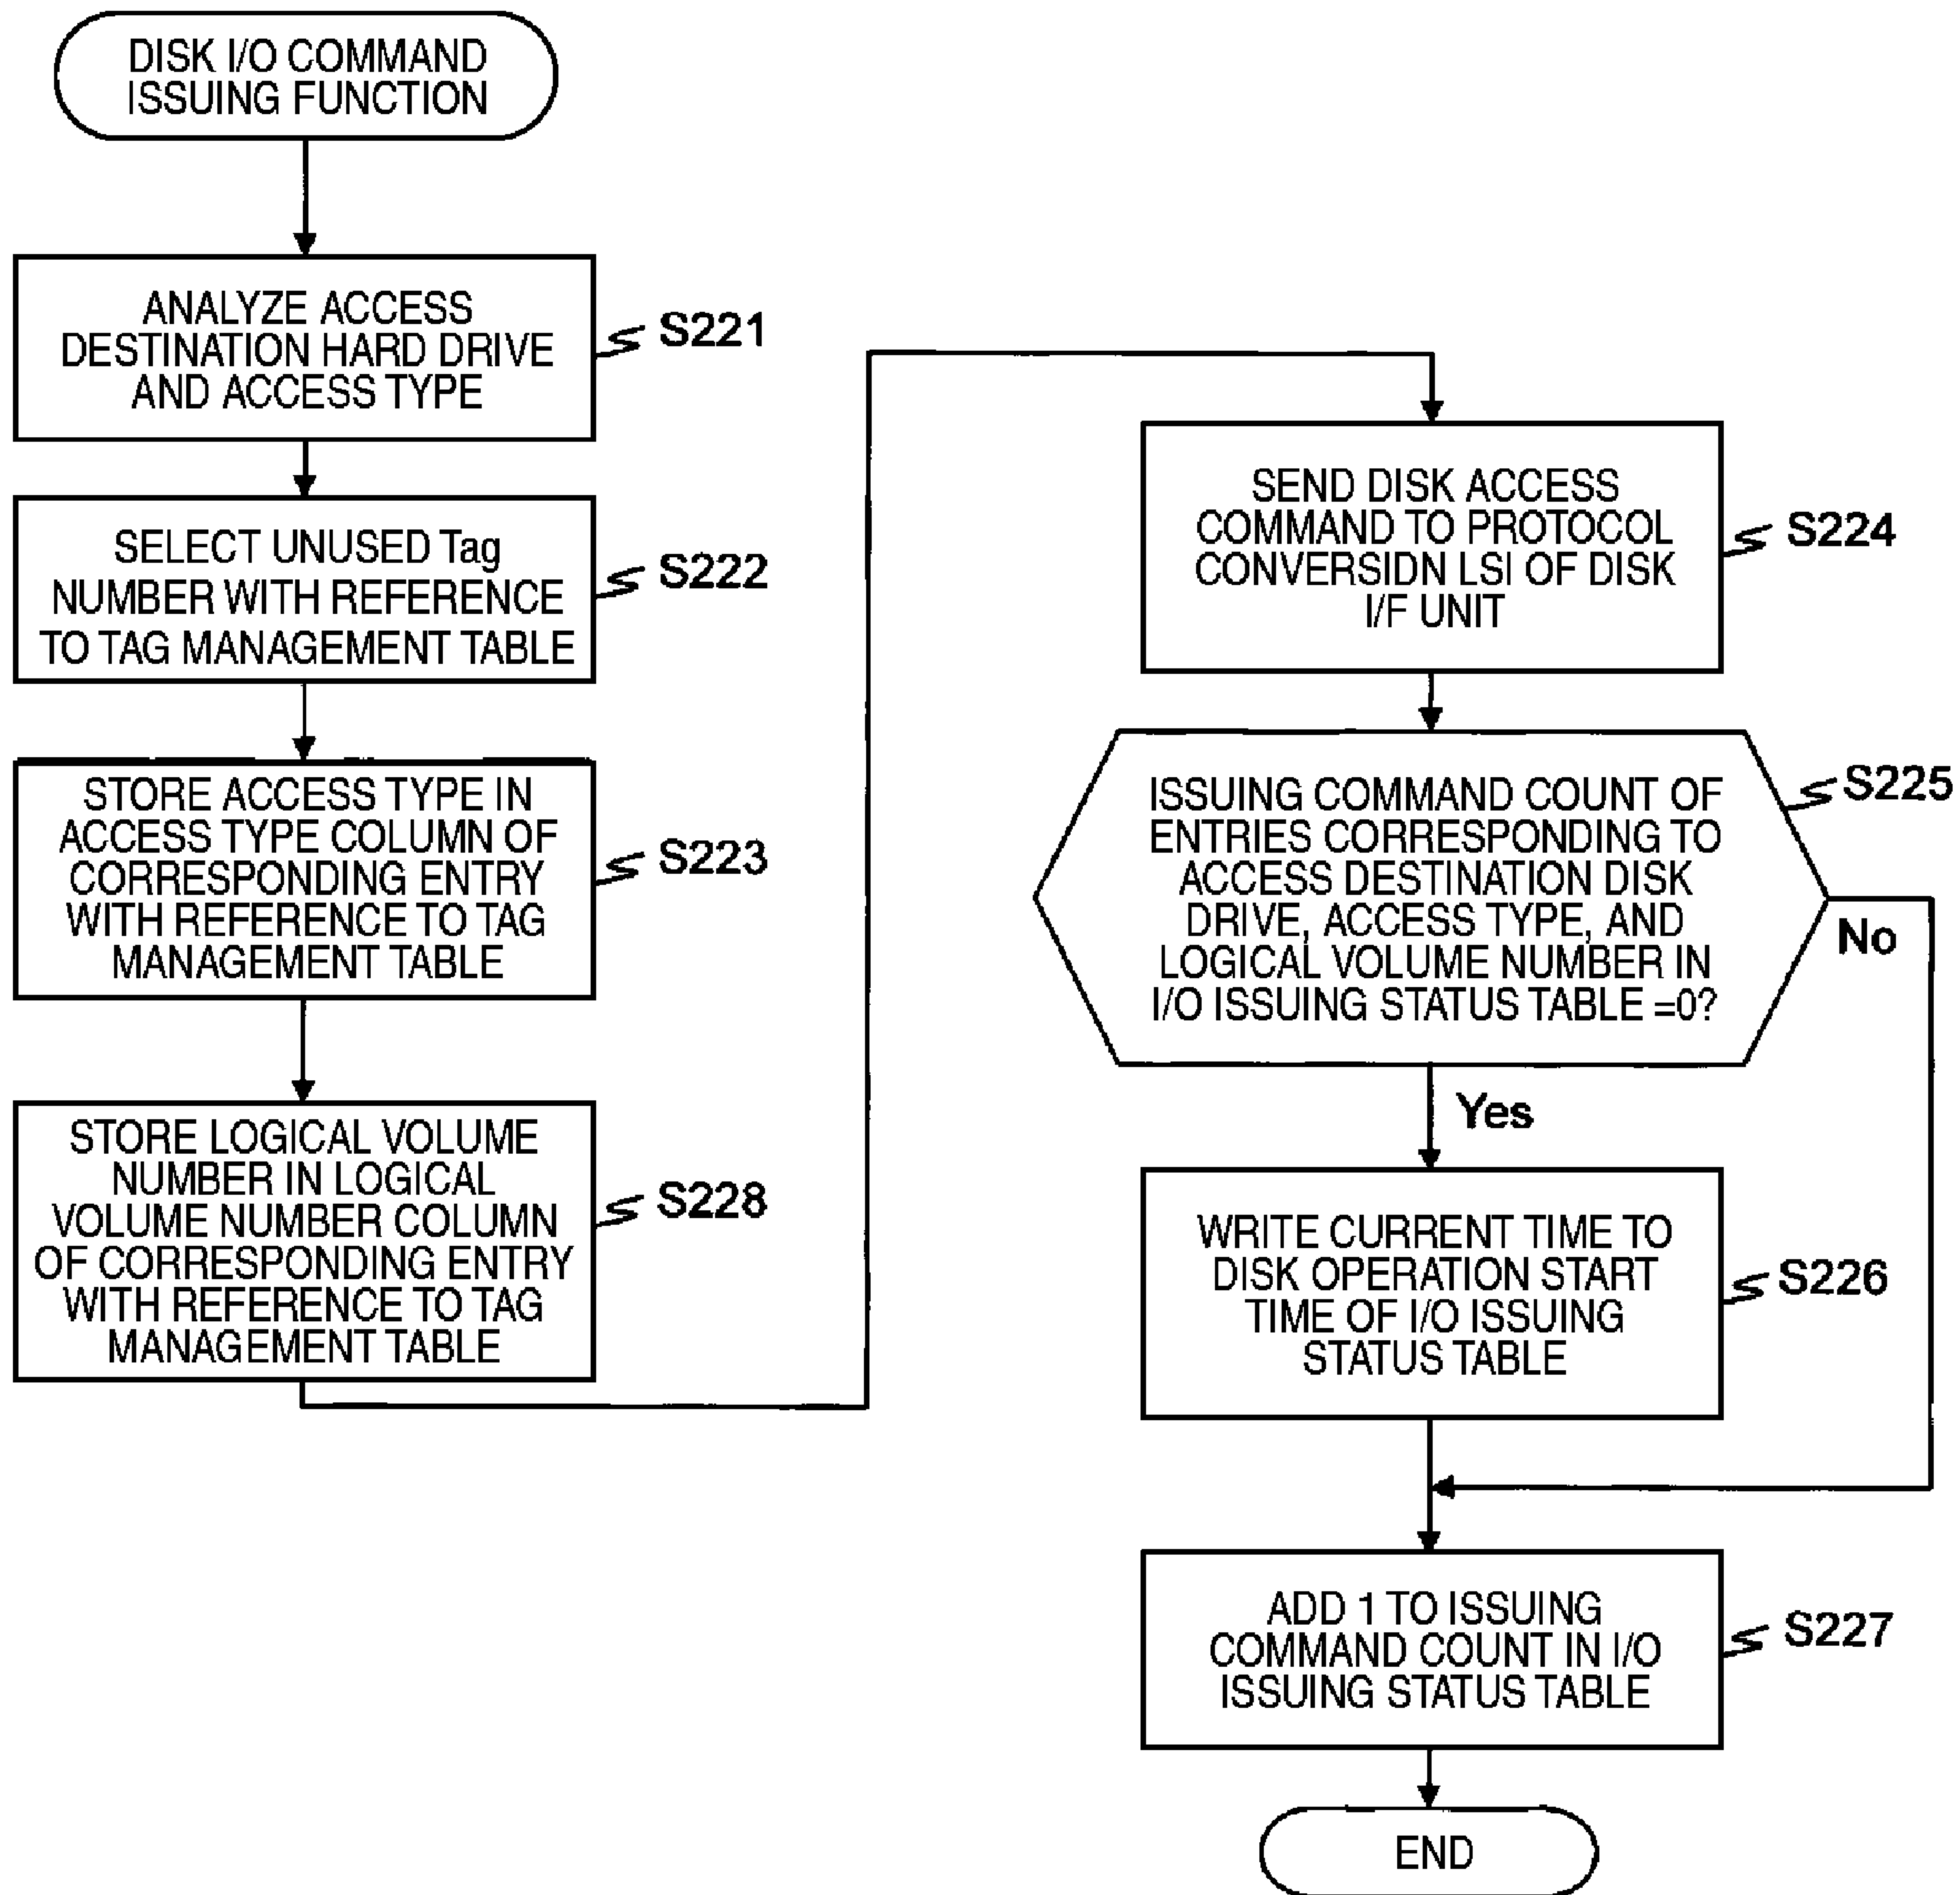 DISK I/O COMMAND
ISSUING FUNCTION
ANALYZE ACCESS
DESTINATION HARD DRIVE
AND ACCESS TYPE
S221
SELECT UNUSED Tag
NUMBER WITH REFERENCE
TO TAG MANAGEMENT TABLE
S222
STORE ACCESS TYPE IN
ACCESS TYPE COLUMN OF
CORRESPONDING ENTRY
WITH REFERENCE TO TAG
MANAGEMENT TABLE
S223
STORE LOGICAL VOLUME
NUMBER IN LOGICAL
VOLUME NUMBER COLUMN
OF CORRESPONDING ENTRY
WITH REFERENCE TO TAG
MANAGEMENT TABLE
S228
SEND DISK ACCESS
COMMAND TO PROTOCOL
CONVERSIDN LSI OF DISK
I/F UNIT
S224
ISSUING COMMAND COUNT OF
ENTRIES CORRESPONDING TO
ACCESS DESTINATION DISK
DRIVE, ACCESS TYPE, AND
LOGICAL VOLUME NUMBER IN
I/O ISSUING STATUS TABLE =0?
S225
No
Yes
WRITE CURRENT TIME TO
DISK OPERATION START
TIME OF I/O ISSUING
STATUS TABLE
S226
ADD 1 TO ISSUING
COMMAND COUNT IN I/O
ISSUING STATUS TABLE
S227
END